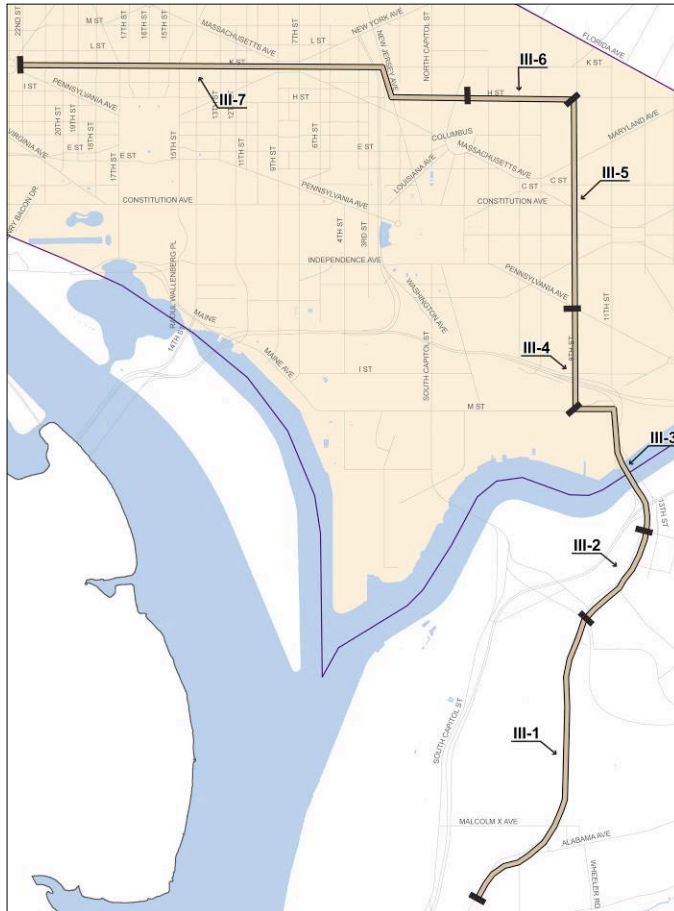 22ND ST
M ST
17TH ST
16TH ST
15TH ST
MASSACHUSETTS AVE
7TH ST
L ST
L ST
NEW YORK AVE
NEW JERSEY AVE
NORTH CAPITOL ST
FLORIDA AVE
K ST
K ST
III-6
I ST
PENNSYLVANIA AVE
III-7
13TH ST
12TH ST
H ST
H ST
20TH ST
19TH ST
18TH ST
VIRGINIA AVE
E ST
17TH ST
E ST
15TH ST
11TH ST
9TH ST
6TH ST
E ST
COLUMBUS
MASSACHUSETTS AVE
MARYLAND AVE
LOUISIANA AVE
C ST
C ST
III-5
PENNSYLVANIA AVE
CONSTITUTION AVE
CONSTITUTION AVE
RRY BACON DR
4TH ST
3RD ST
INDEPENDENCE AVE
RAOUL WALLENBERG PL
14TH ST
MAINE
MAINE AVE
WASHINGTON AVE
PENNSYLVANIA AVE
11TH ST
III-4
8TH ST
SOUTH CAPITOL ST
I ST
M ST
III-3
13TH ST
III-2
SOUTH CAPITOL ST
III-1
MALCOLM X AVE
ALABAMA AVE
WHEELER RD